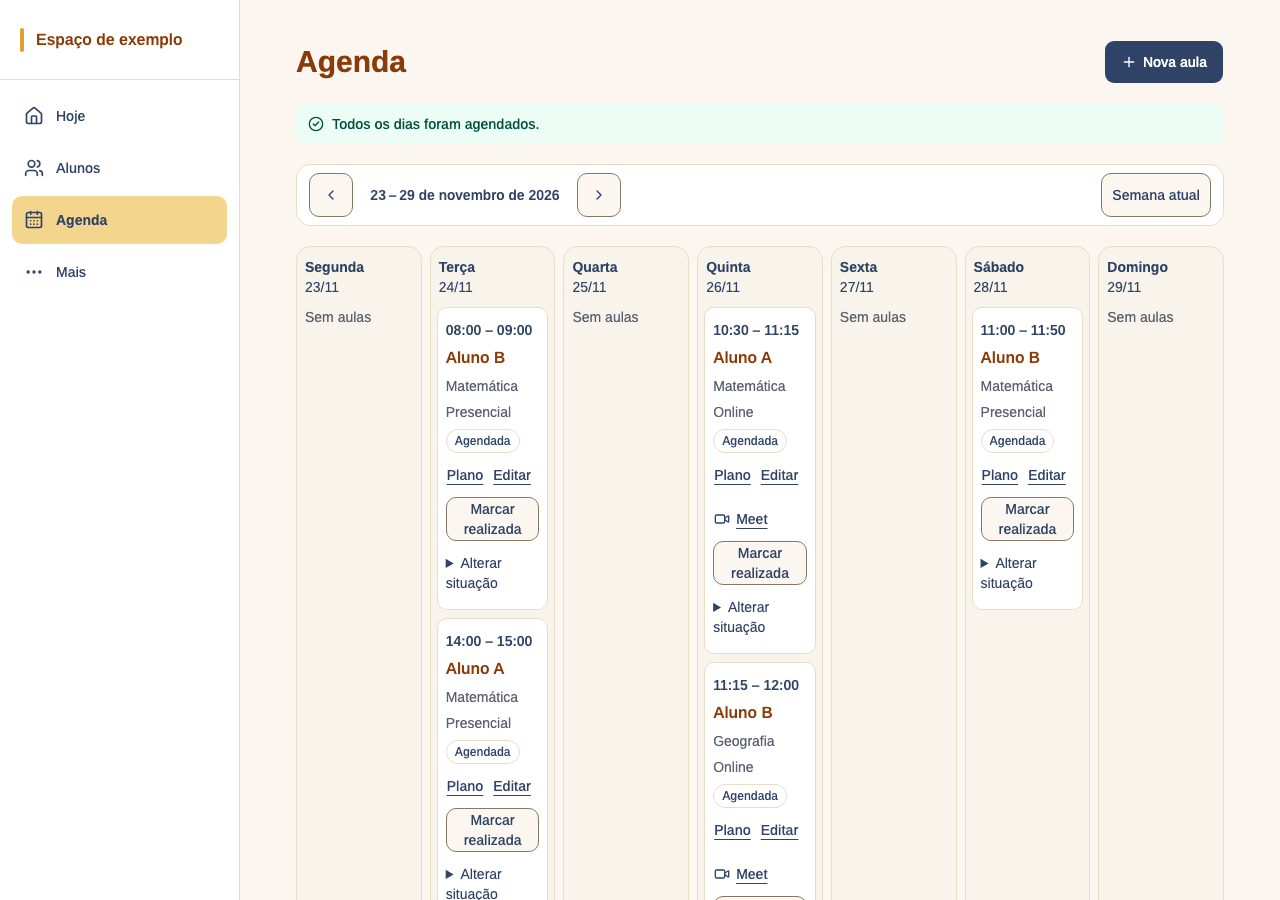 Espaço de exemplo
Hoje
Alunos
Agenda
Mais
Agenda
Nova aula
Todos os dias foram agendados.
23 – 29 de novembro de 2026
Semana atual
Segunda
23/11
Sem aulas
Terça
24/11
08:00 – 09:00
Aluno B
Matemática
Presencial
Agendada
Plano Editar
Marcar
realizada
Alterar
situação
14:00 – 15:00
Aluno A
Matemática
Presencial
Agendada
Plano Editar
Marcar
realizada
Alterar
situação
Quarta
25/11
Sem aulas
Quinta
26/11
10:30 – 11:15
Aluno A
Matemática
Online
Agendada
Plano Editar
Meet
Marcar
realizada
Alterar
situação
11:15 – 12:00
Aluno B
Geografia
Online
Agendada
Plano Editar
Meet
Sexta
27/11
Sem aulas
Sábado
28/11
11:00 – 11:50
Aluno B
Matemática
Presencial
Agendada
Plano Editar
Marcar
realizada
Alterar
situação
Domingo
29/11
Sem aulas